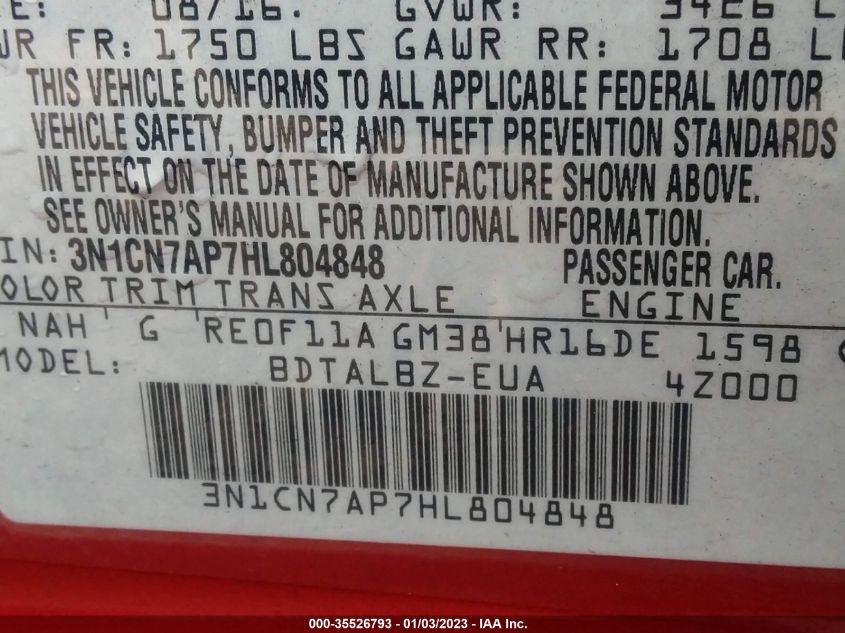 E: 08/16. GVWR: 3426 L
WR FR: 1750 LBS GAWR RR: 1708 L
THIS VEHICLE CONFORMS TO ALL APPLICABLE FEDERAL MOTOR
VEHICLE SAFETY, BUMPER AND THEFT PREVENTION STANDARDS
IN EFFECT ON THE DATE OF MANUFACTURE SHOWN ABOVE.
SEE OWNER'S MANUAL FOR ADDITIONAL INFORMATION.
IN: 3N1CN7AP7HL804848 PASSENGER CAR.
OLOR TRIM TRANS AXLE ENGINE
NAH G RE0F11A GM38 HR16DE 1598
MODEL: BDTALBZ-EUA 4Z000
3N1CN7AP7HL804848
000-35526793 - 01/03/2023 - IAA Inc.